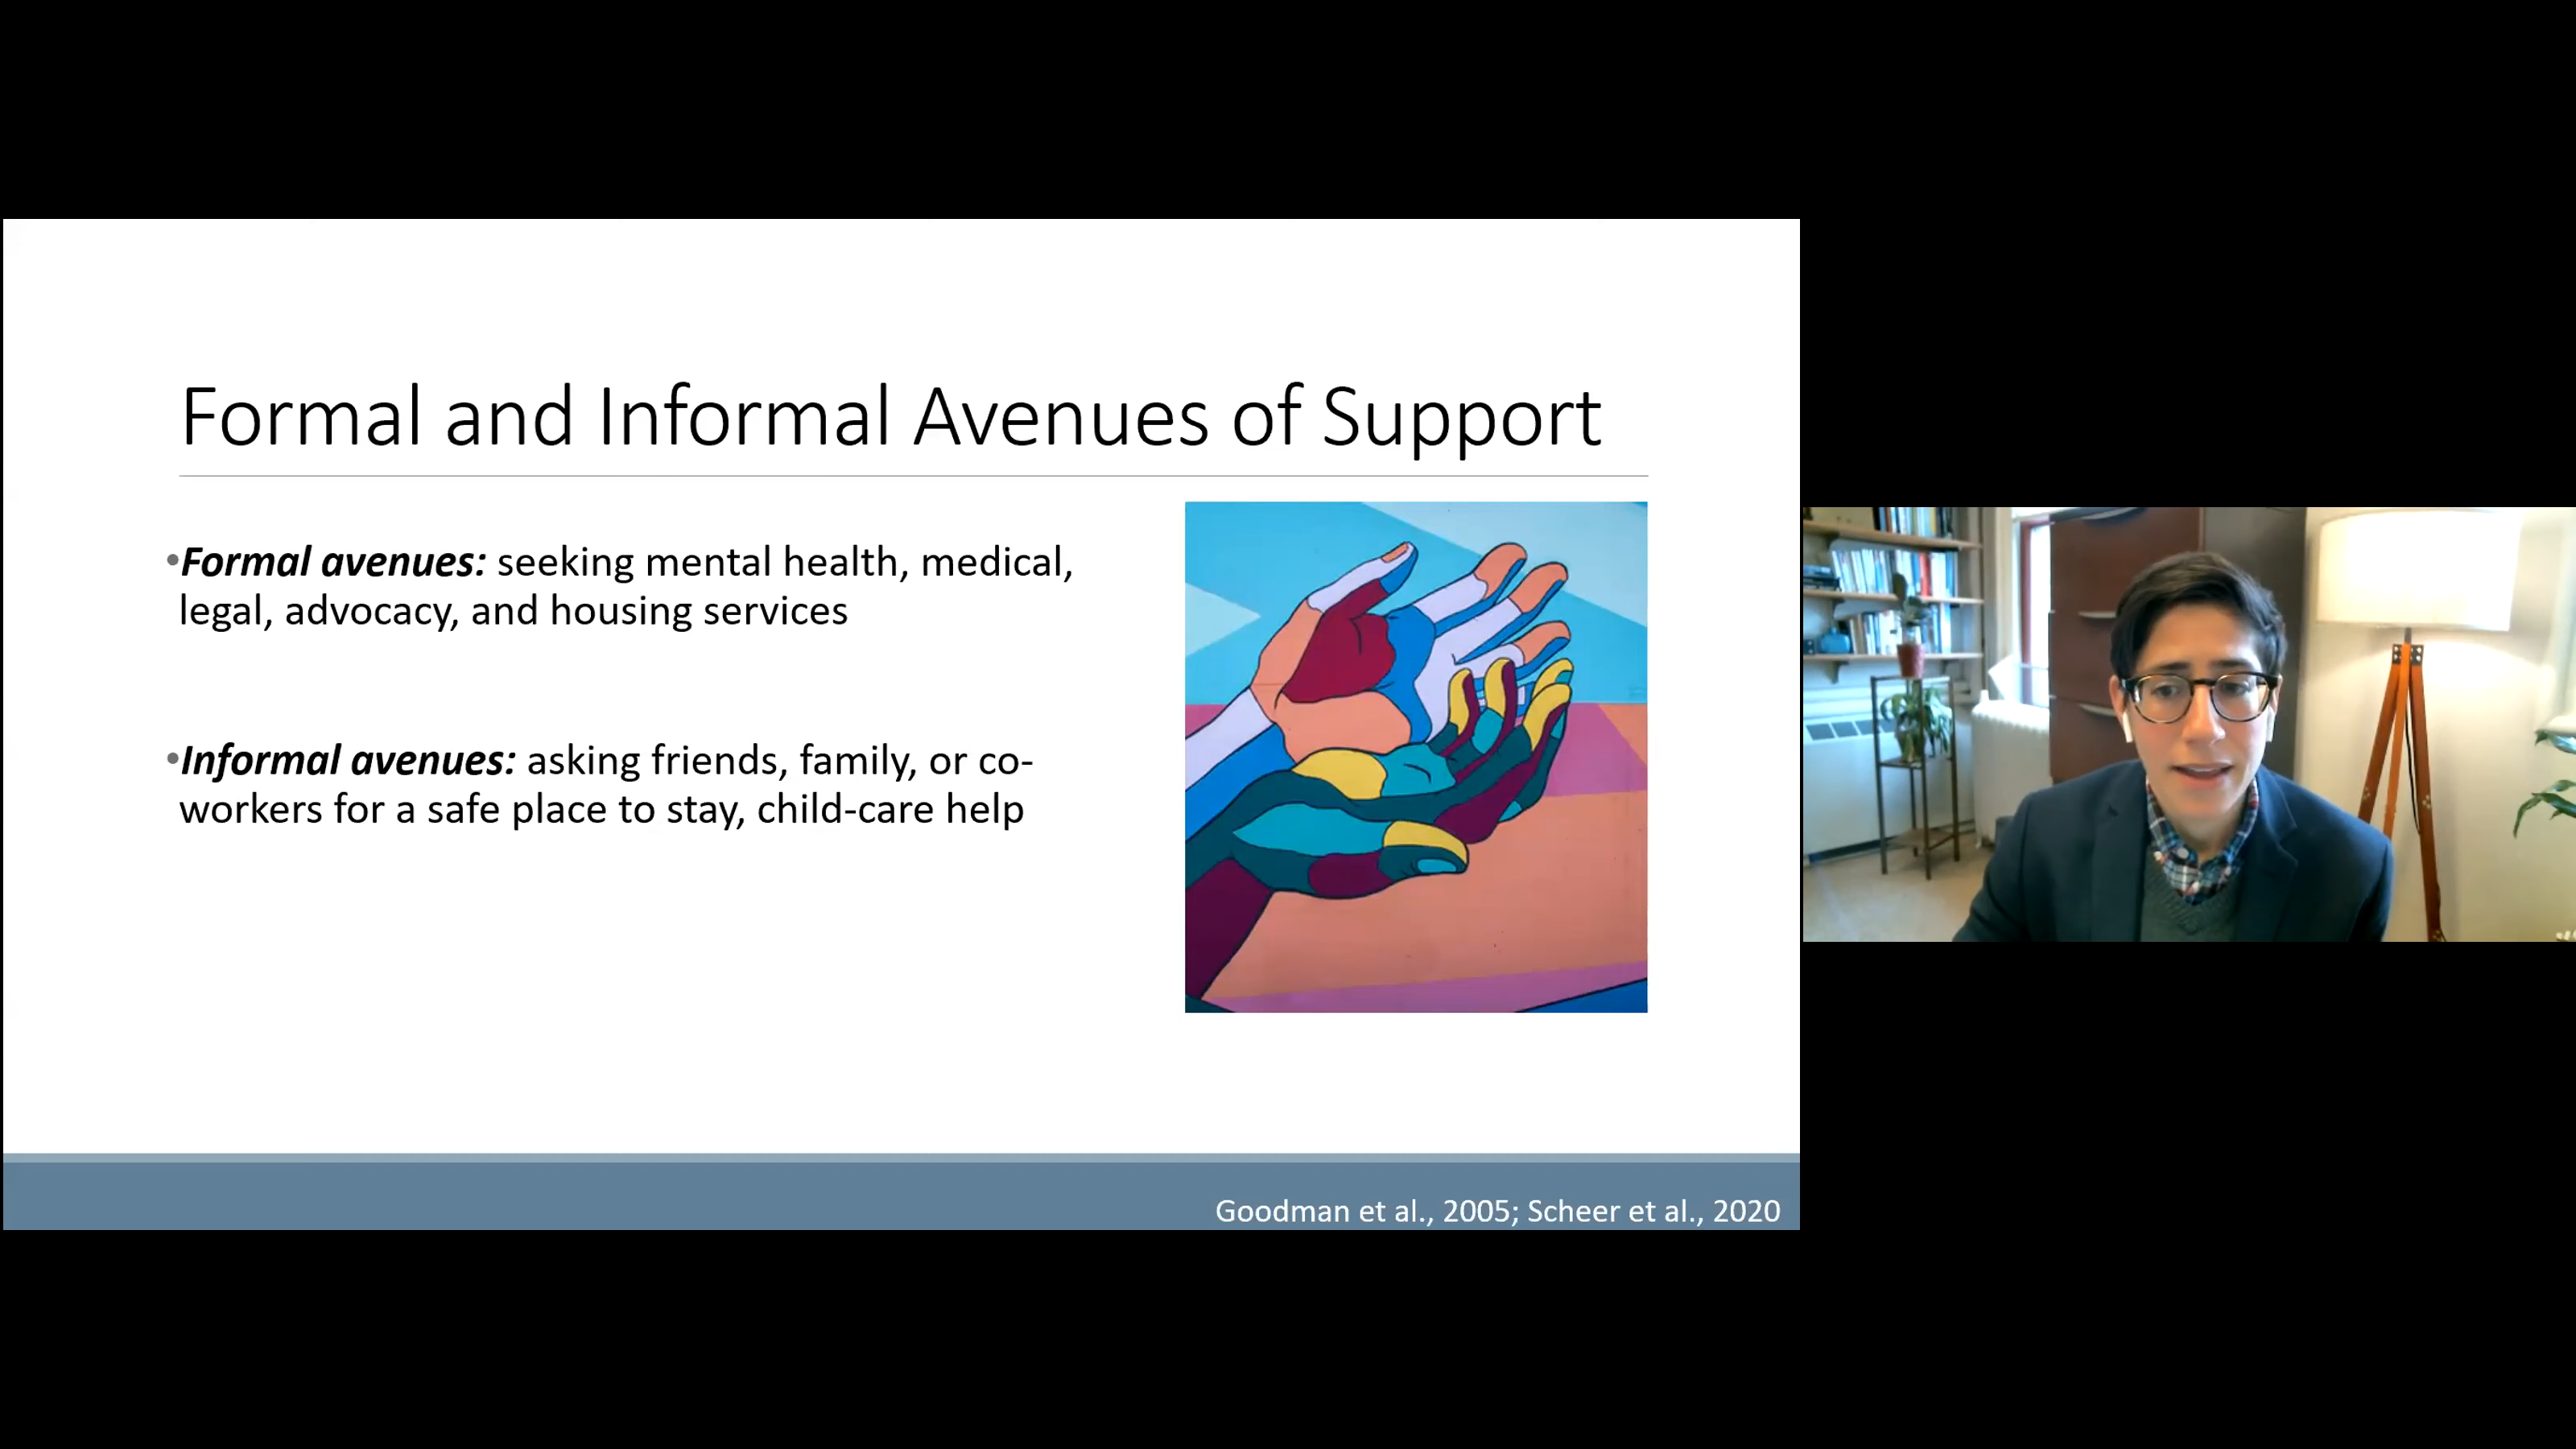 Formal and Informal Avenues of Support
•Formal avenues: seeking mental health, medical,
legal, advocacy, and housing services
•Informal avenues: asking friends, family, or co-
workers for a safe place to stay, child-care help
Goodman et al., 2005; Scheer et al., 2020